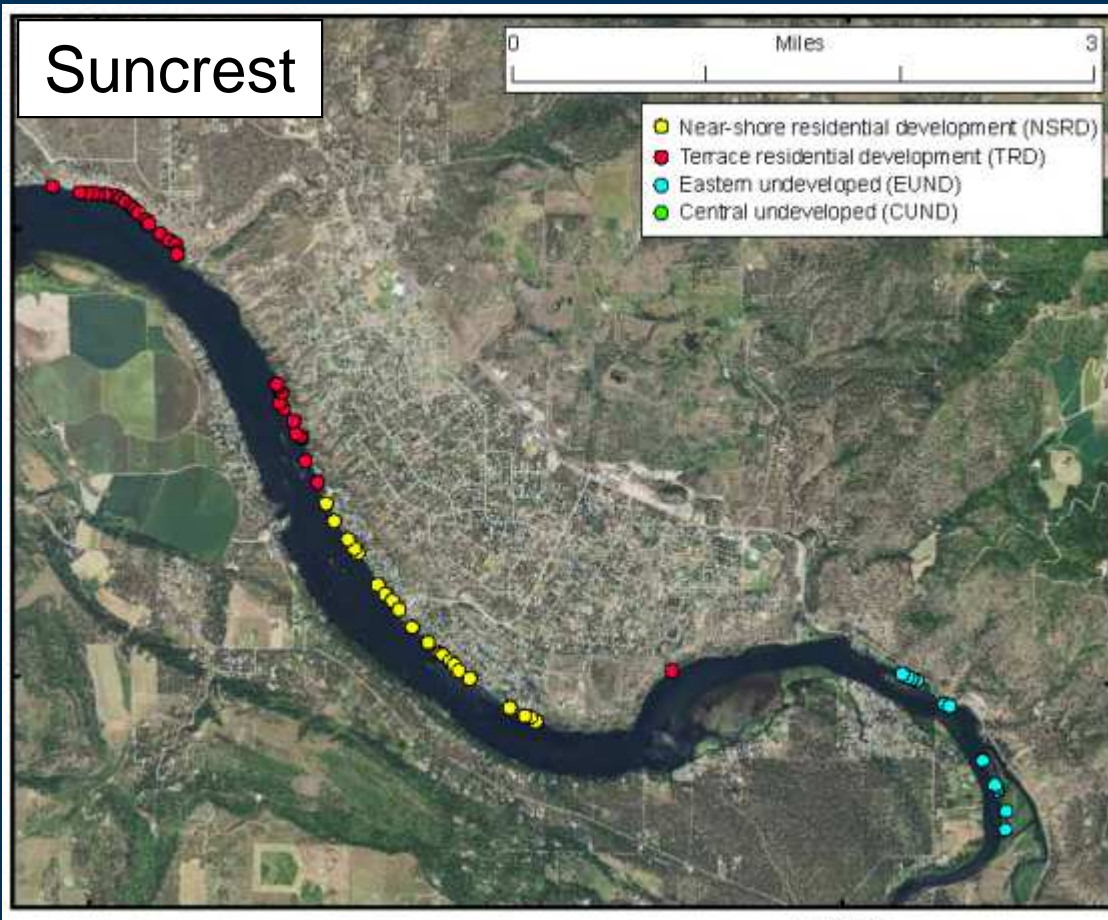 Suncrest
0 Miles 3
Near-shore residential development (NSRD)
Terrace residential development (TRD)
Eastern undeveloped (EUND)
Central undeveloped (CUND)